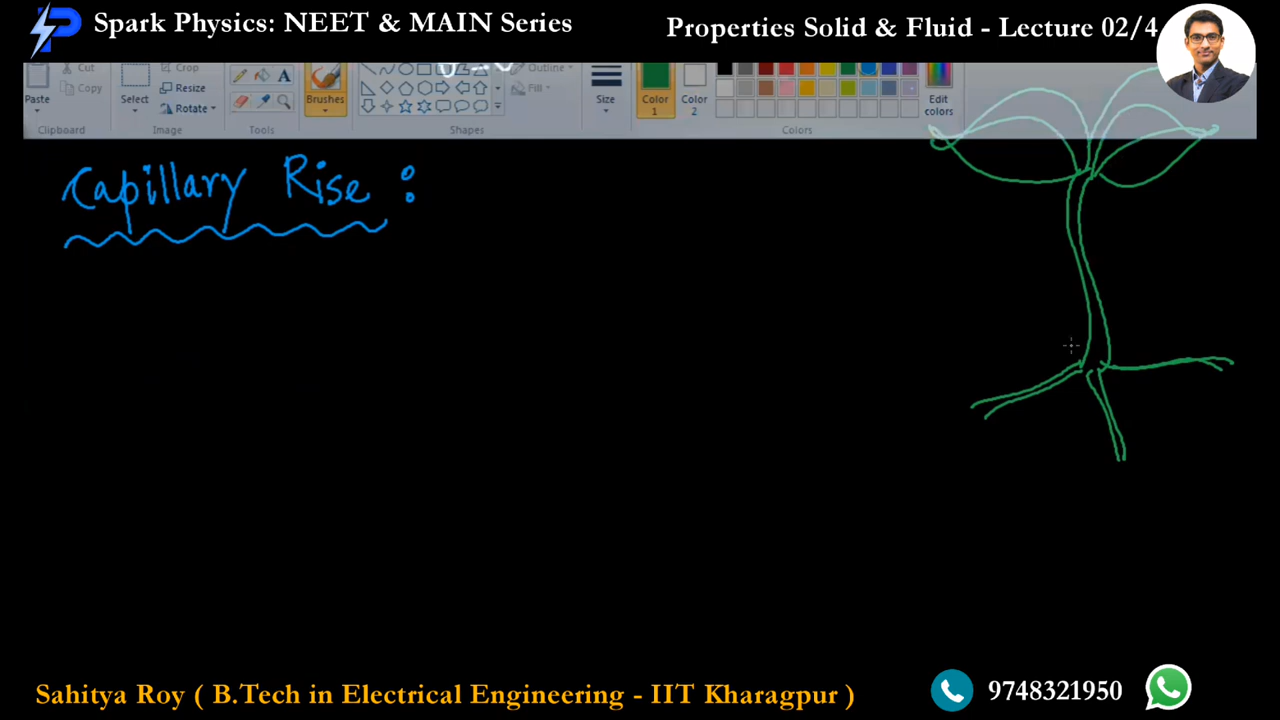 Spark Physics: NEET & MAIN Series
Properties Solid & Fluid - Lecture 02/4
Cut
Crop
Outline
Paste
Copy
Select
Resize
Rotate
Brushes
Fill
Size
Color
1
Color
2
Edit
colors
Clipboard
Image
Tools
Shapes
Colors
Capillary Rise :
Sahitya Roy ( B.Tech in Electrical Engineering - IIT Kharagpur )
9748321950